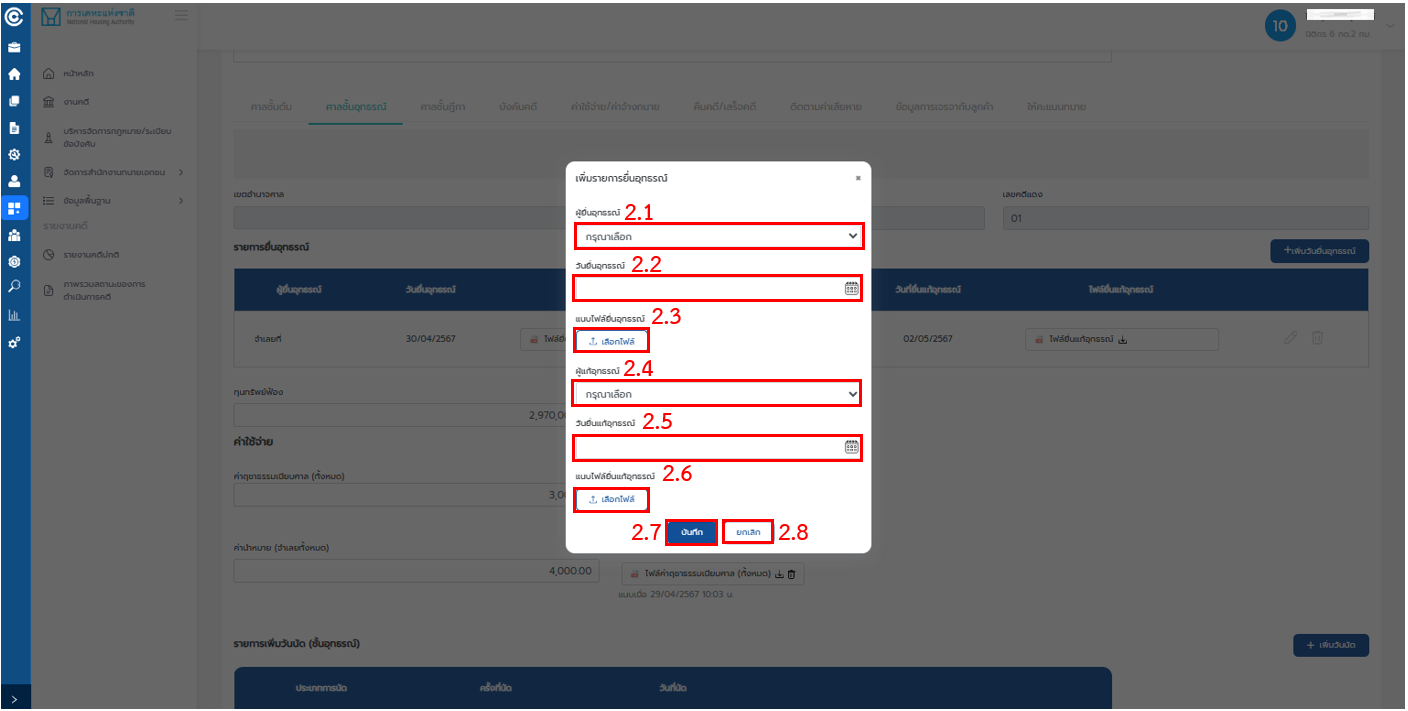 การเคหะแห่งชาติ
National Housing Authority
10
นิติกร 6 กด.2 กม.
หน้าหลัก
งานคดี
บริหารจัดการกฎหมาย/ระเบียบ
ข้อบังคับ
จัดการสำนักงานทนายเอกชน
ข้อมูลพื้นฐาน
รายงานคดี
รายงานคดีปกติ
ภาพรวมสถานะของการ
ดำเนินการคดี
ศาลชั้นต้น ศาลชั้นอุทธรณ์ ศาลชั้นฎีกา บังคับคดี ค่าใช้จ่าย/ค่าจ้างทนาย คืนคดี/เสร็จคดี ติดตามค่าเสียหาย ข้อมูลการเจรจากับลูกค้า ให้คะแนนทนาย
เขตอำนาจศาล
เลขคดีแดง
01
รายการยื่นอุทธรณ์
+เพิ่มวันยื่นอุทธรณ์
ผู้ยื่นอุทธรณ์ วันยื่นอุทธรณ์ วันที่ยื่นแก้อุทธรณ์ ไฟล์ยื่นแก้อุทธรณ์
จำเลยที่ 30/04/2567 02/05/2567 ไฟล์ยื่นแก้อุทธรณ์
ทุนทรัพย์ฟ้อง
ค่าใช้จ่าย
ค่าฤชาธรรมเนียมศาล (ทั้งหมด)
ค่านำหมาย (จำเลยทั้งหมด)
4,000.00
ไฟล์ค่าฤชาธรรมเนียมศาล (ทั้งหมด)
แนบเมื่อ 29/04/2567 10:03 น.
รายการเพิ่มวันนัด (ชั้นอุทธรณ์)
+ เพิ่มวันนัด
ประเภทการนัด ครั้งที่นัด วันที่นัด
เพิ่มรายการยื่นอุทธรณ์
×
ผู้ยื่นอุทธรณ์ 2.1
กรุณาเลือก
วันยื่นอุทธรณ์ 2.2
แนบไฟล์ยื่นอุทธรณ์ 2.3
เลือกไฟล์
ผู้แก้อุทธรณ์ 2.4
กรุณาเลือก
วันยื่นแก้อุทธรณ์ 2.5
แนบไฟล์ยื่นแก้อุทธรณ์ 2.6
เลือกไฟล์
2.7 บันทึก ยกเลิก 2.8